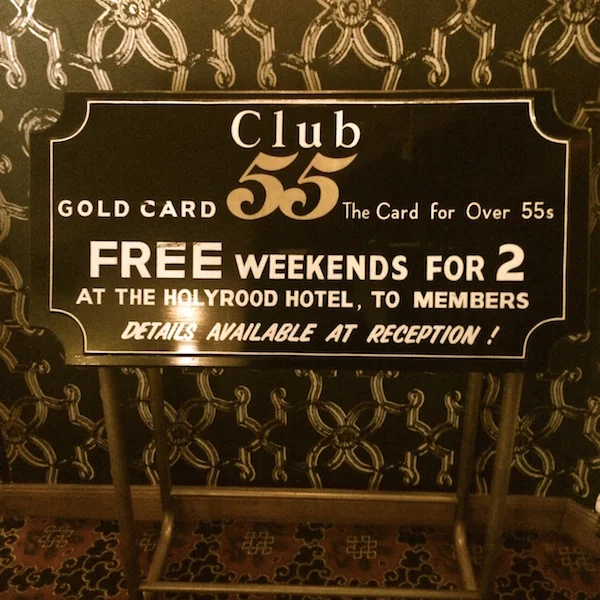 Club
55
GOLD CARD The Card for Over 55s
FREE WEEKENDS FOR 2
AT THE HOLYROOD HOTEL, TO MEMBERS
DETAILS AVAILABLE AT RECEPTION !